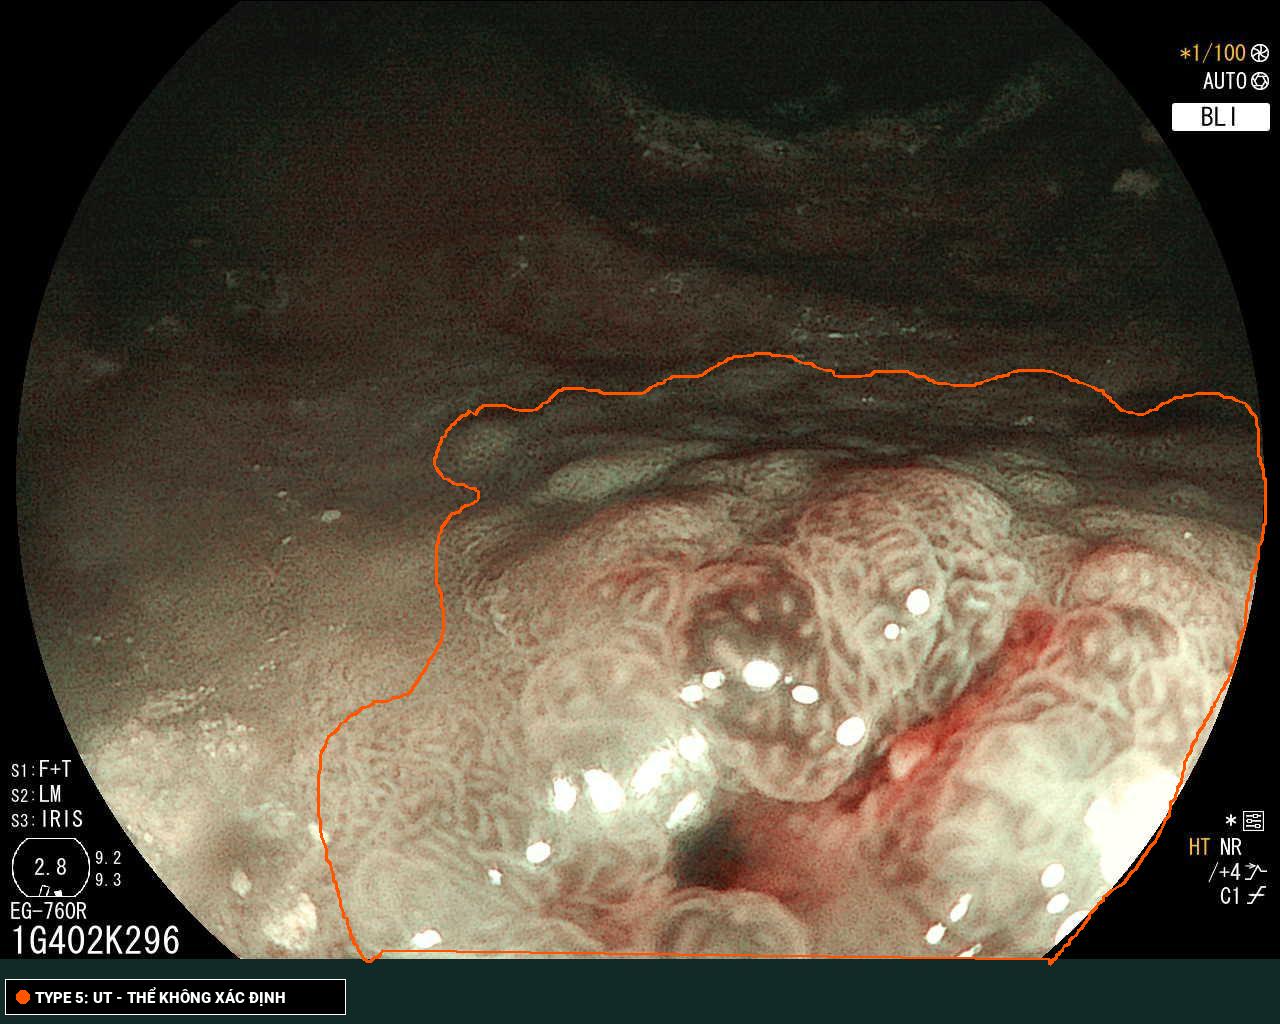 *1/100
AUTO
BLI
S1:F+T
S2:LM
S3:IRIS
2.8
9.2
9.3
EG-760R
1G402K296
*
HT NR
/+4
C1
TYPE 5: UT - THỂ KHÔNG XÁC ĐỊNH